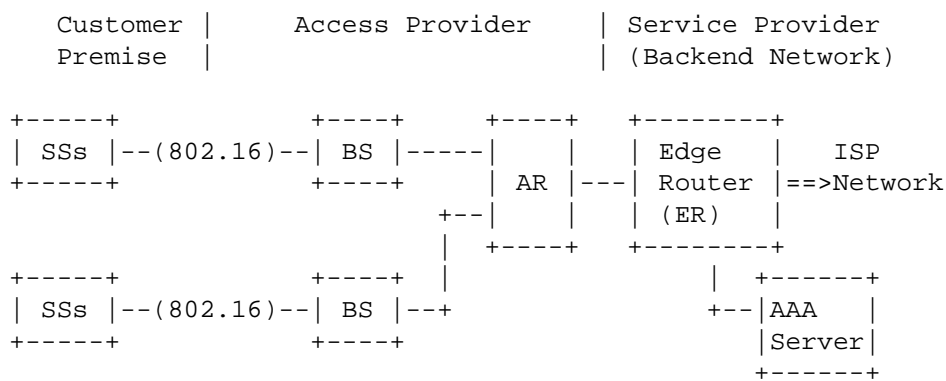 Customer |     Access Provider     | Service Provider
   Premise  |                         | (Backend Network)

+-----+            +----+     +----+   +--------+
| SSs |--(802.16)--| BS |-----|    |   | Edge   |   ISP
+-----+            +----+     | AR |---| Router |==>Network
                           +--|    |   | (ER)   |
                           |  +----+   +--------+
+-----+            +----+  |                |  +------+
| SSs |--(802.16)--| BS |--+                +--|AAA   |
+-----+            +----+                      |Server|
                                               +------+